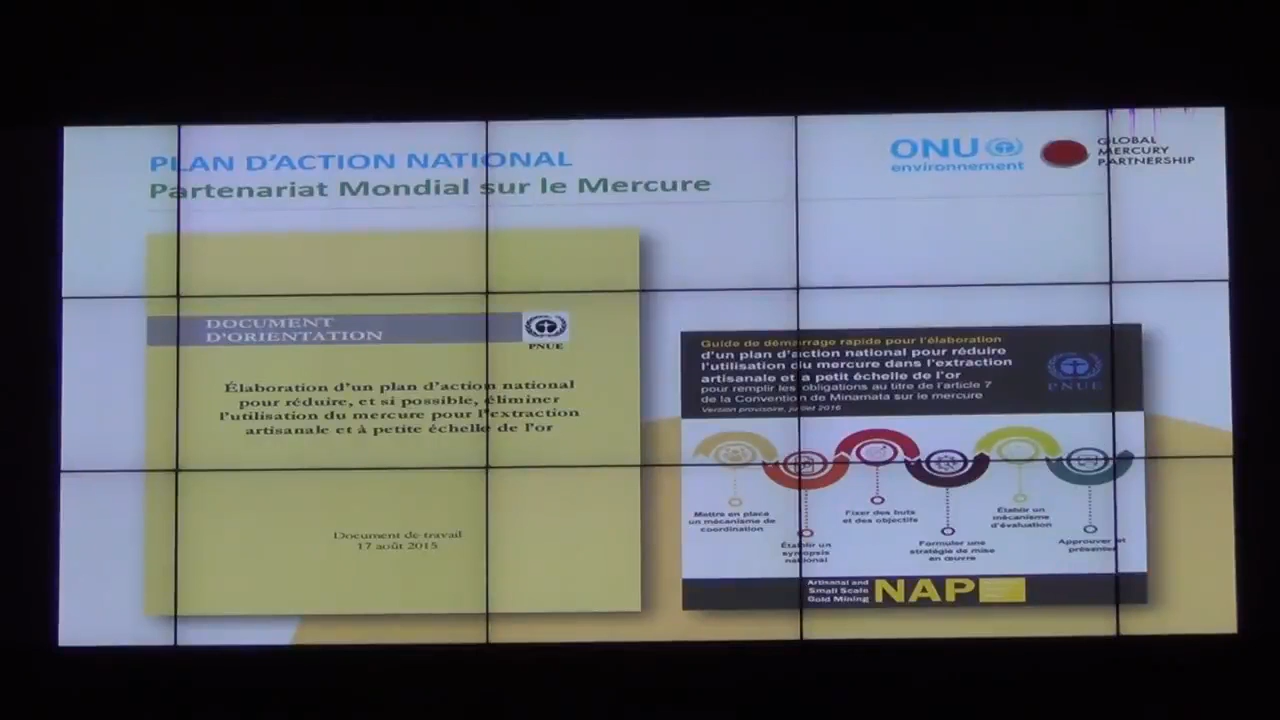 PLAN D'ACTION NATIONAL
Partenariat Mondial sur le Mercure
ONU
environnement
GLOBAL
MERCURY
PARTNERSHIP
DOCUMENT
D'ORIENTATION
PNUE
Élaboration d'un plan d'action national
pour réduire, et si possible, éliminer
l'utilisation du mercure pour l'extraction
artisanale et à petite échelle de l'or
Document de travail
17 août 2015
Guide de démarrage rapide pour l'élaboration
d'un plan d'action national pour réduire
l'utilisation du mercure dans l'extraction
artisanale et a petit échelle de l'or
pour remplir les obligations au titre de l'article 7
de la Convention de Minamata sur le mercure
Version provisoire, juillet 2016
PNUE
Mettre en place
un mécanisme de
coordination
Établir un
synopsis
national
Fixer des buts
et des objectifs
Formuler une
stratégie de mise
en œuvre
Établir un
mécanisme
d'évaluation
Approuver et
présenter
Artisanal and
Small Scale
Gold Mining
NAP